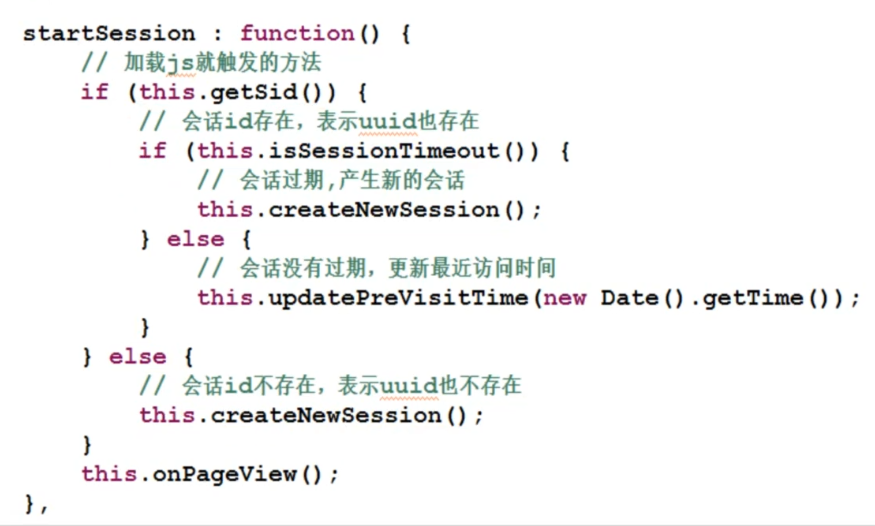 startSession : function() {
// 加载js就触发的方法
if (this.getSid()) {
// 会话id存在，表示uuid也存在
if (this.isSessionTimeout()) {
// 会话过期,产生新的会话
this.createNewSession();
} else {
// 会话没有过期，更新最近访问时间
this.updatePreVisitTime(new Date().getTime());
}
} else {
// 会话id不存在，表示uuid也不存在
this.createNewSession();
}
this.onPageView();
},